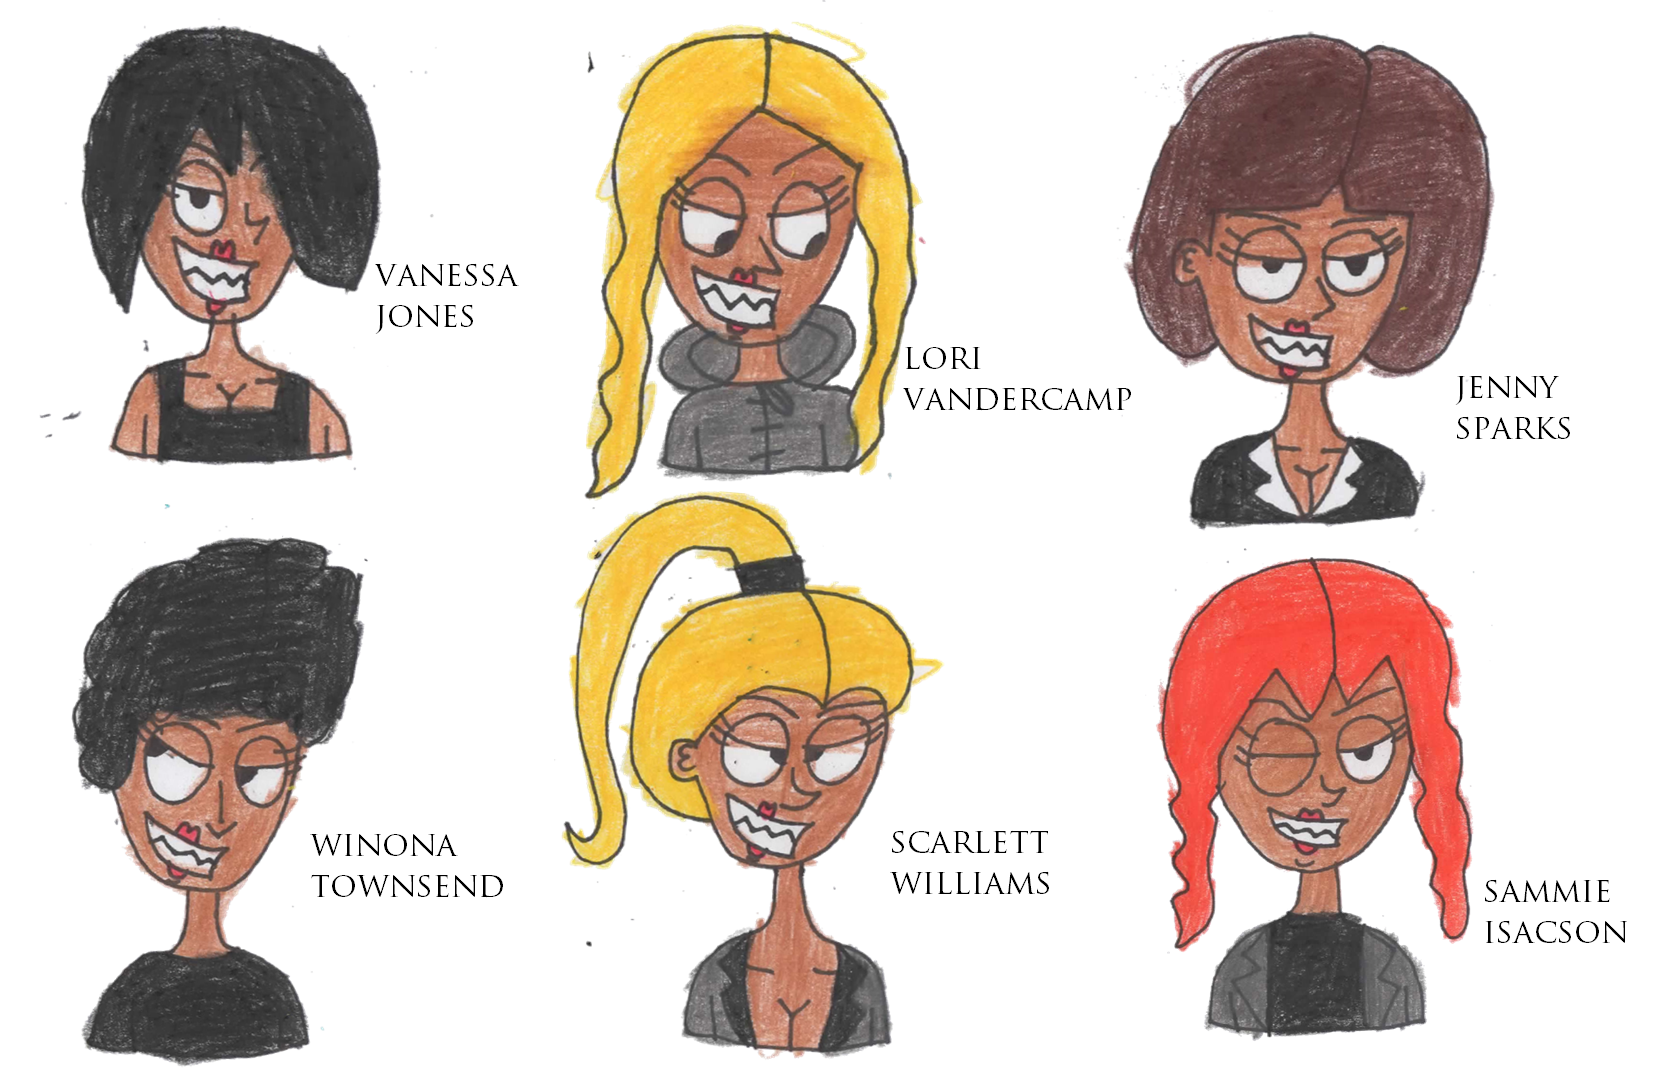 VANESSA
JONES
LORI
VANDERCAMP
JENNY
SPARKS
WINONA
TOWNSEND
SCARLETT
WILLIAMS
SAMMIE
ISACSON